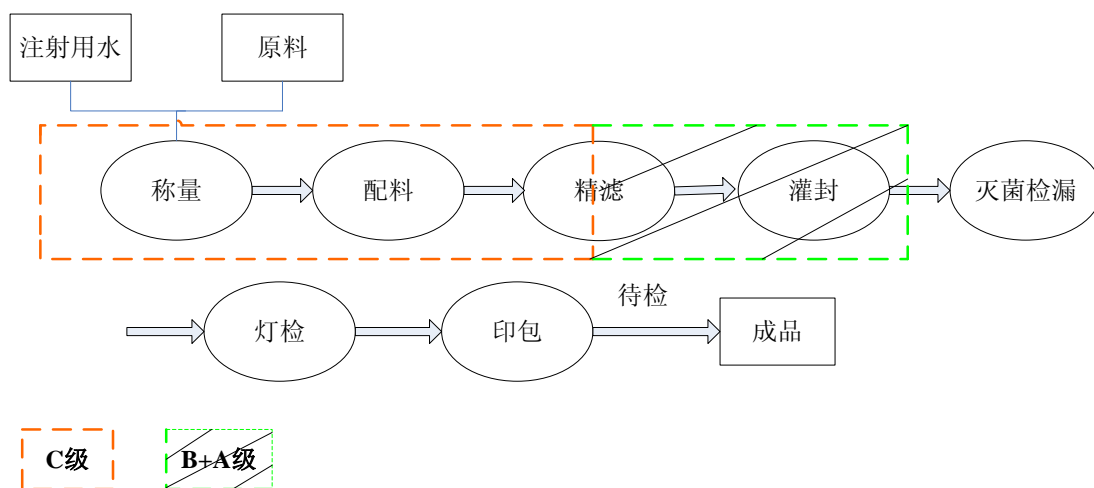 注射用水
原料
称量
配料
精滤
灌封
灭菌检漏
灯检
印包
待检
成品
C级
B+A级